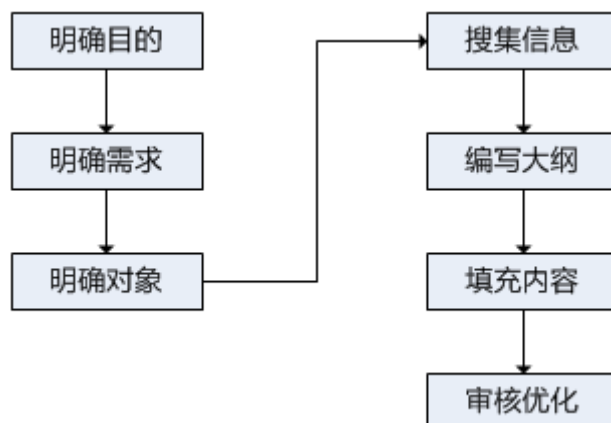 明确目的
明确需求
明确对象
搜集信息
编写大纲
填充内容
审核优化